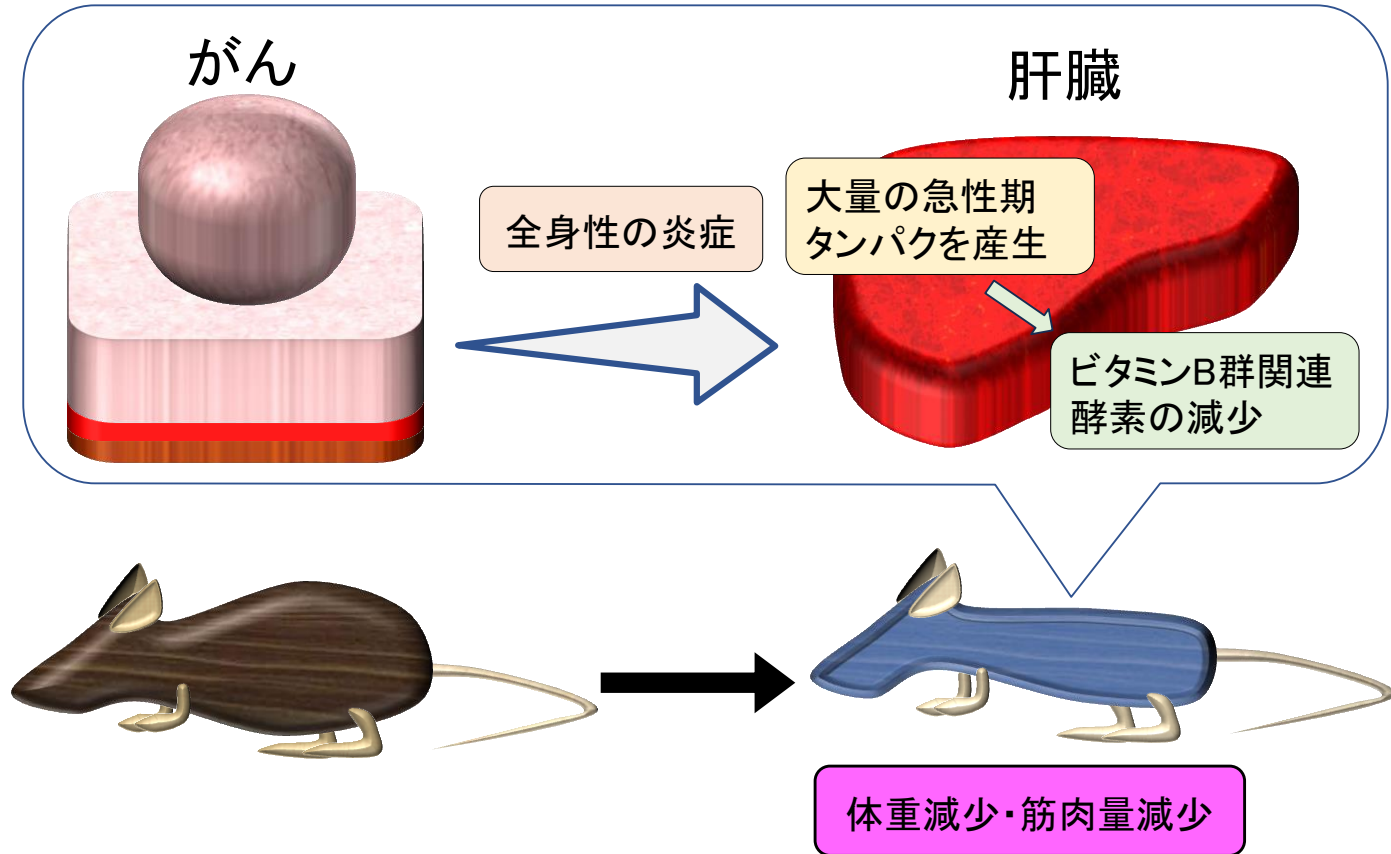 がん
肝臓
全身性の炎症
大量の急性期
タンパクを産生
ビタミンB群関連
酵素の減少
体重減少・筋肉量減少